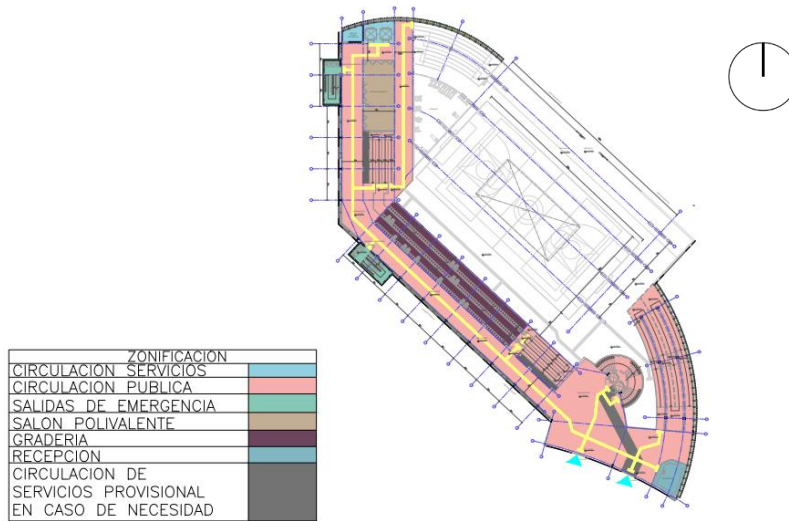 ZONIFICACION
CIRCULACION SERVICIOS
CIRCULACION PUBLICA
SALIDAS DE EMERGENCIA
SALON POLIVALENTE
GRADERIA
RECEPCION
CIRCULACION DE
SERVICIOS PROVISIONAL
EN CASO DE NECESIDAD